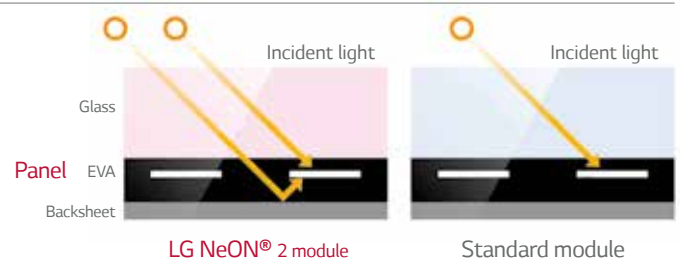 Incident light
Incident light
Glass
Panel EVA
Backsheet
LG NeON® 2 module
Standard module